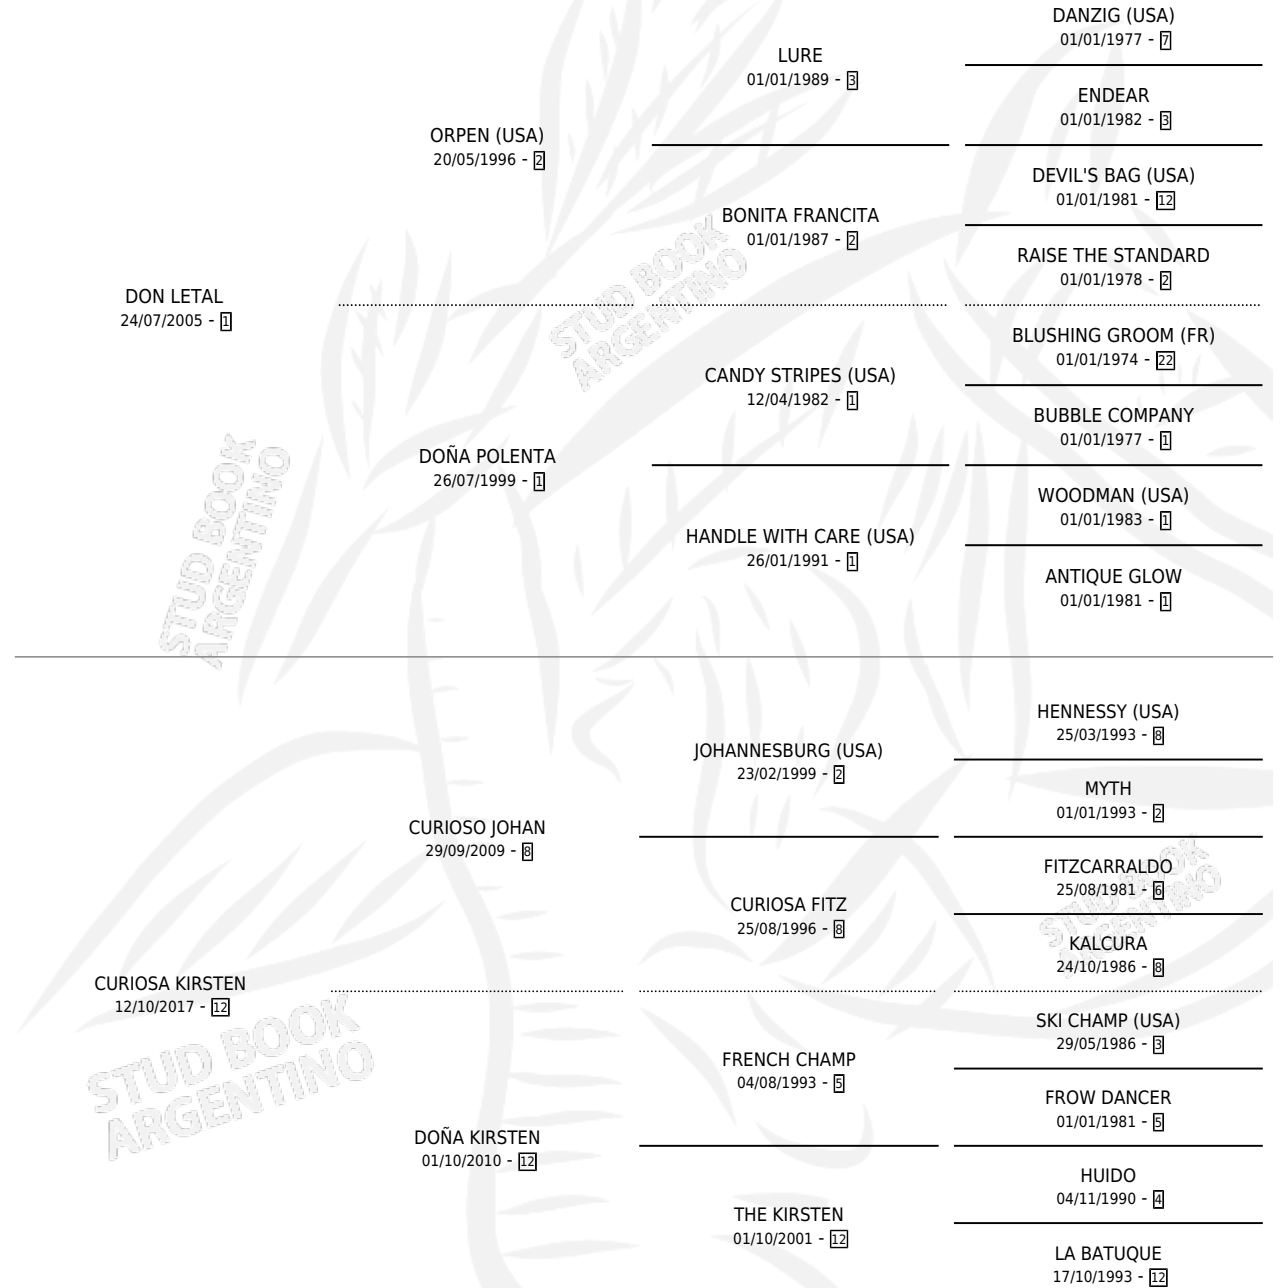 DANZIG (USA)
01/01/1977 - 7
LURE
01/01/1989 - 3
ENDEAR
01/01/1982 - 3
ORPEN (USA)
20/05/1996 - 2
DEVIL'S BAG (USA)
01/01/1981 - 12
BONITA FRANCITA
01/01/1987 - 2
RAISE THE STANDARD
01/01/1978 - 2
DON LETAL
24/07/2005 - 1
STUD BOOK
ARGENTINO
BLUSHING GROOM (FR)
01/01/1974 - 22
CANDY STRIPES (USA)
12/04/1982 - 1
BUBBLE COMPANY
01/01/1977 - 1
DOÑA POLENTA
26/07/1999 - 1
WOODMAN (USA)
01/01/1983 - 1
HANDLE WITH CARE (USA)
26/01/1991 - 1
ANTIQUE GLOW
01/01/1981 - 1
STUD BOOK
ARGENTINO
HENNESSY (USA)
25/03/1993 - 8
JOHANNESBURG (USA)
23/02/1999 - 2
MYTH
01/01/1993 - 2
CURIOSO JOHAN
29/09/2009 - 8
FITZCARRALDO
25/08/1981 - 6
CURIOSA FITZ
25/08/1996 - 8
KALCURA
24/10/1986 - 8
STUD BOOK
ARGENTINO
CURIOSA KIRSTEN
12/10/2017 - 12
SKI CHAMP (USA)
29/05/1986 - 3
FRENCH CHAMP
04/08/1993 - 5
FROW DANCER
01/01/1981 - 5
STUD BOOK
ARGENTINO
DOÑA KIRSTEN
01/10/2010 - 12
HUIDO
04/11/1990 - 4
THE KIRSTEN
01/10/2001 - 12
LA BATUQUE
17/10/1993 - 12